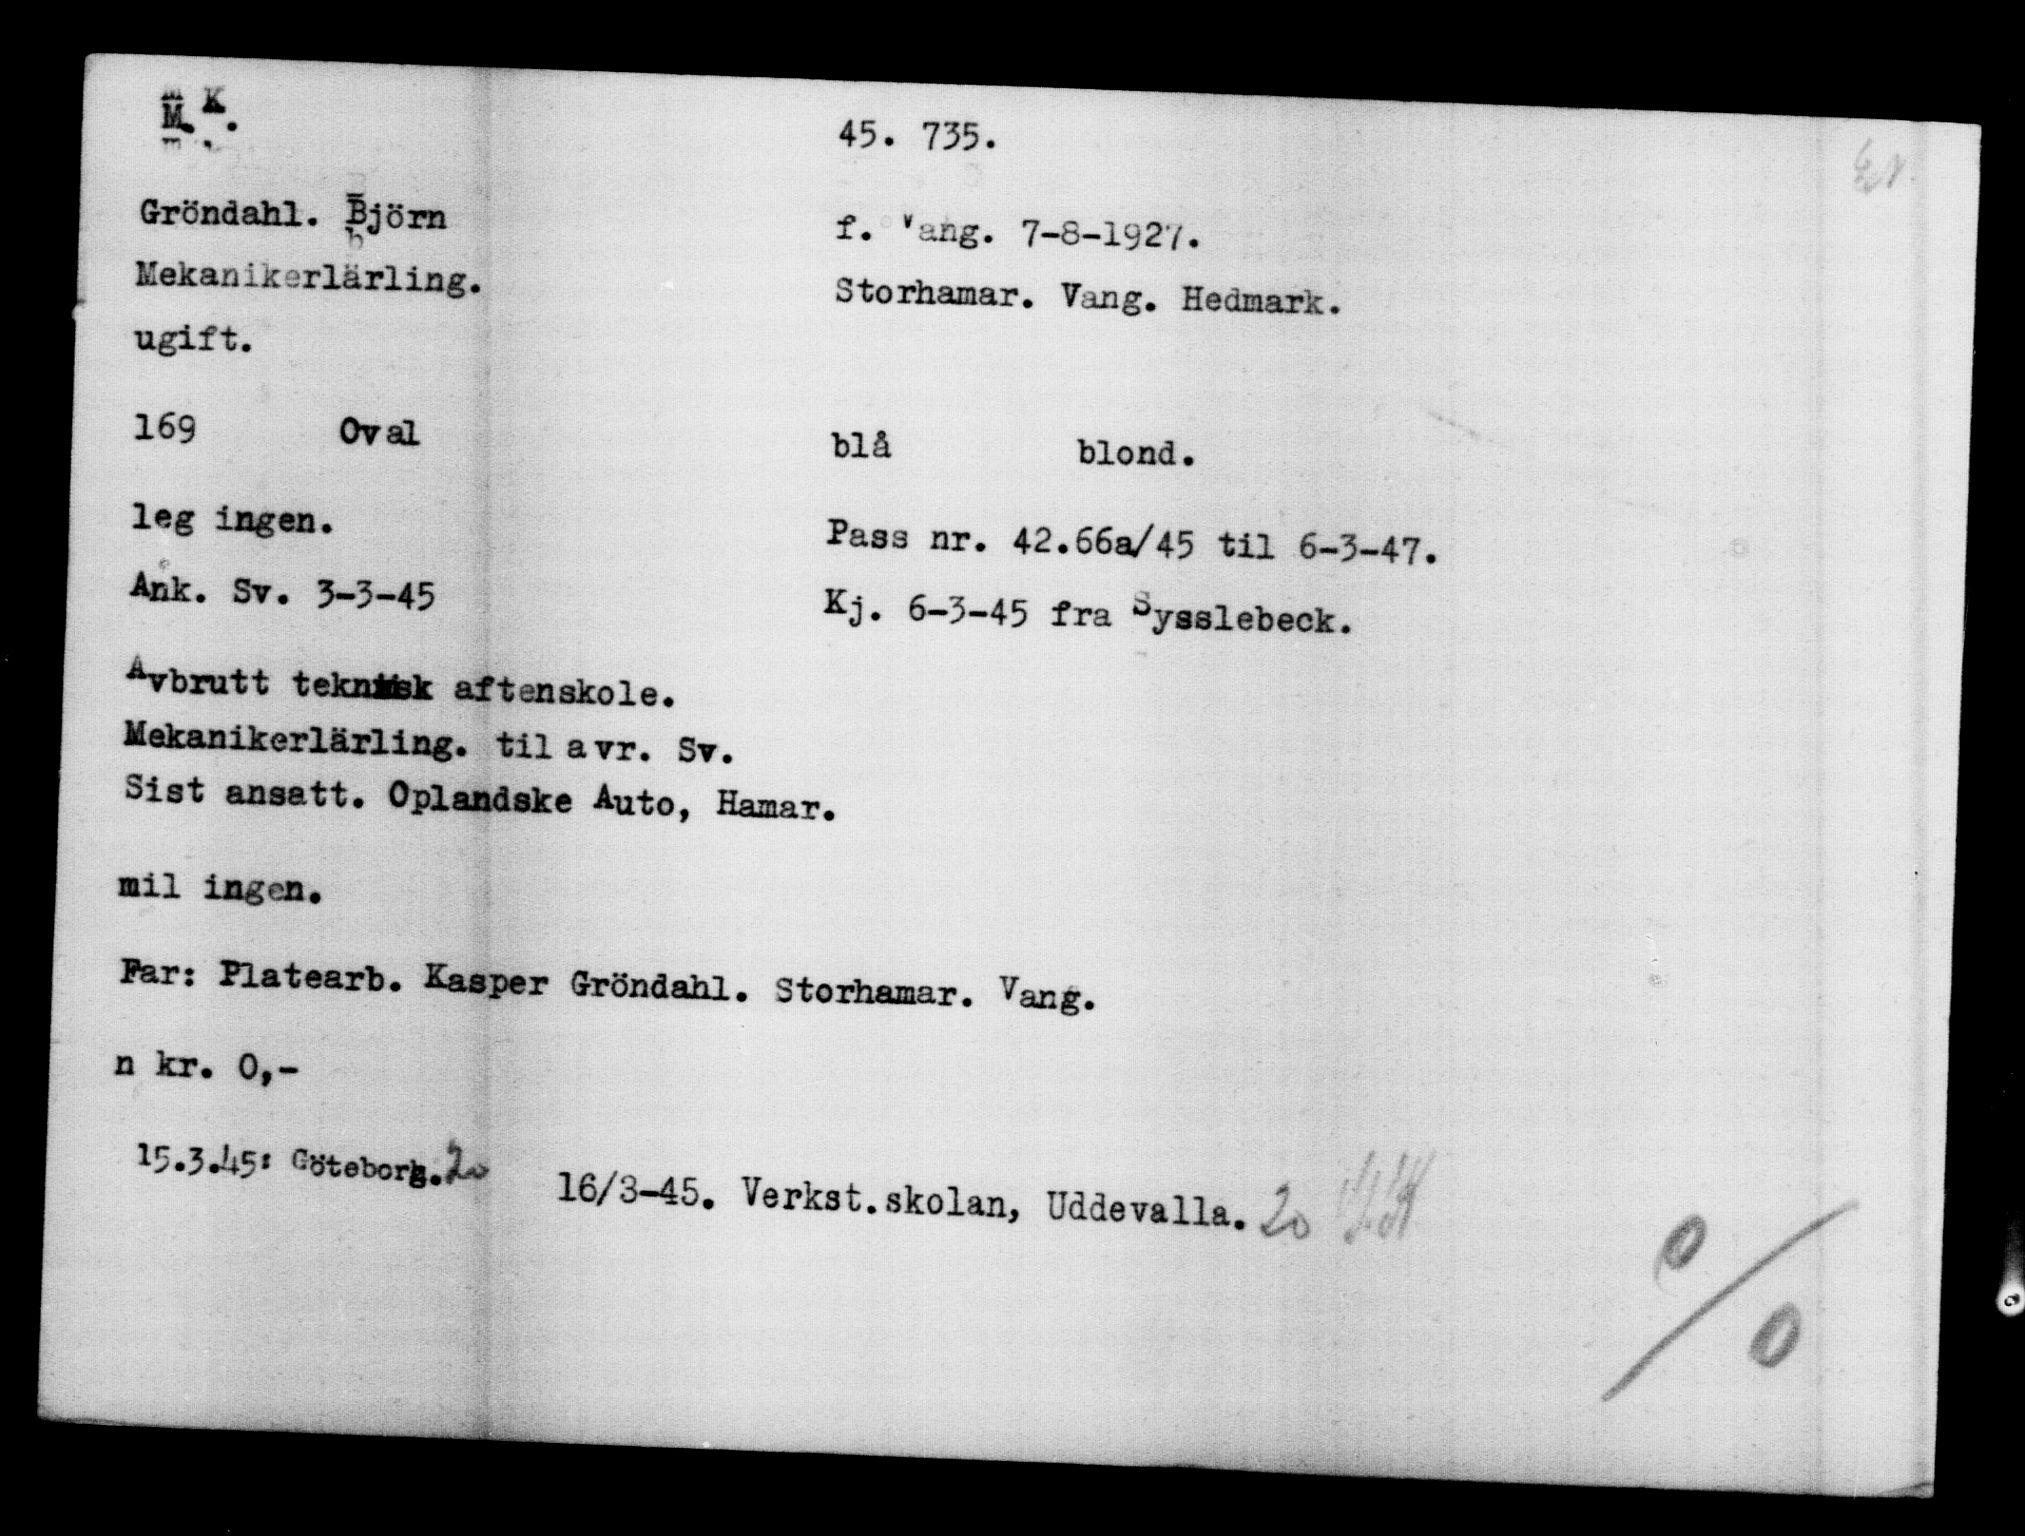 M. K.
45. 735.
Gröndahl. Björn
f. Vang. 7-8-1927.
Mekanikerlärling.
Storhamar. Vang. Hedmark.
ugift.
169 Oval blå blond.
leg ingen.
Pass nr. 42.66a/45 til 6-3-47.
Ank. Sv. 3-3-45
Kj. 6-3-45 fra Sysslebeck.
Avbrutt teknisk aftenskole.
Mekanikerlärling. til avr. Sv.
Sist ansatt. Oplandske Auto, Hamar.
mil ingen.
Far: Platearb. Kasper Gröndahl. Storhamar. Vang.
n kr. 0,-
15.3.45: Göteborg. 20
16/3-45. Verkst.skolan, Uddevalla. 20
0/0